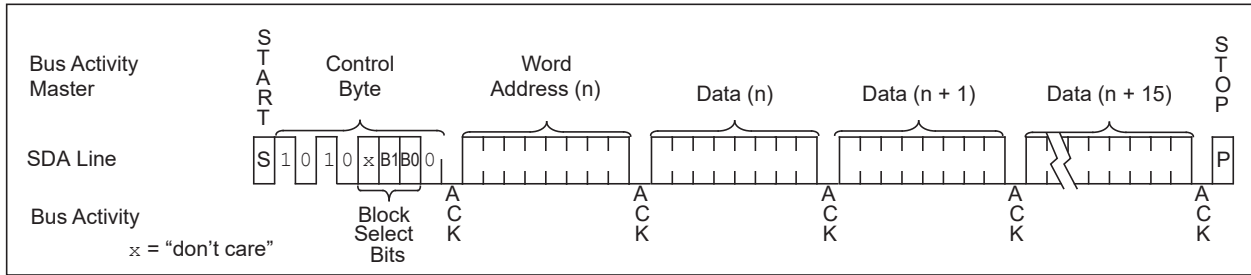 Bus Activity
Master
S
T
A
R
T
Control
Byte
Word
Address (n)
Data (n)
Data (n + 1)
Data (n + 15)
S
T
O
P
SDA Line
S 1 0 1 0 x B1 B0 0
P
Bus Activity
Block
Select
Bits
A
C
K
A
C
K
A
C
K
A
C
K
A
C
K
x = “don’t care”